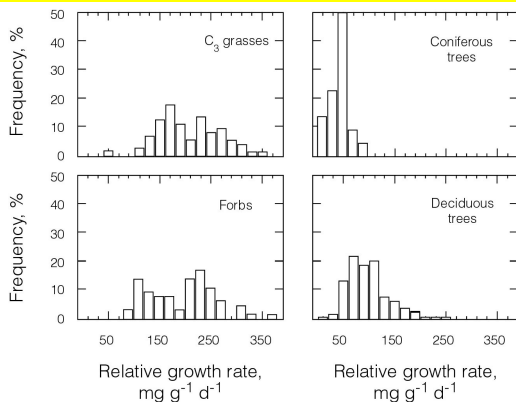 50
40
30
20
10
0
Frequency, %
C3 grasses
Coniferous
trees
50
40
30
20
10
0
Frequency, %
Forbs
Deciduous
trees
50 150 250 350
50 150 250 350
Relative growth rate,
mg g-1 d-1
Relative growth rate,
mg g-1 d-1